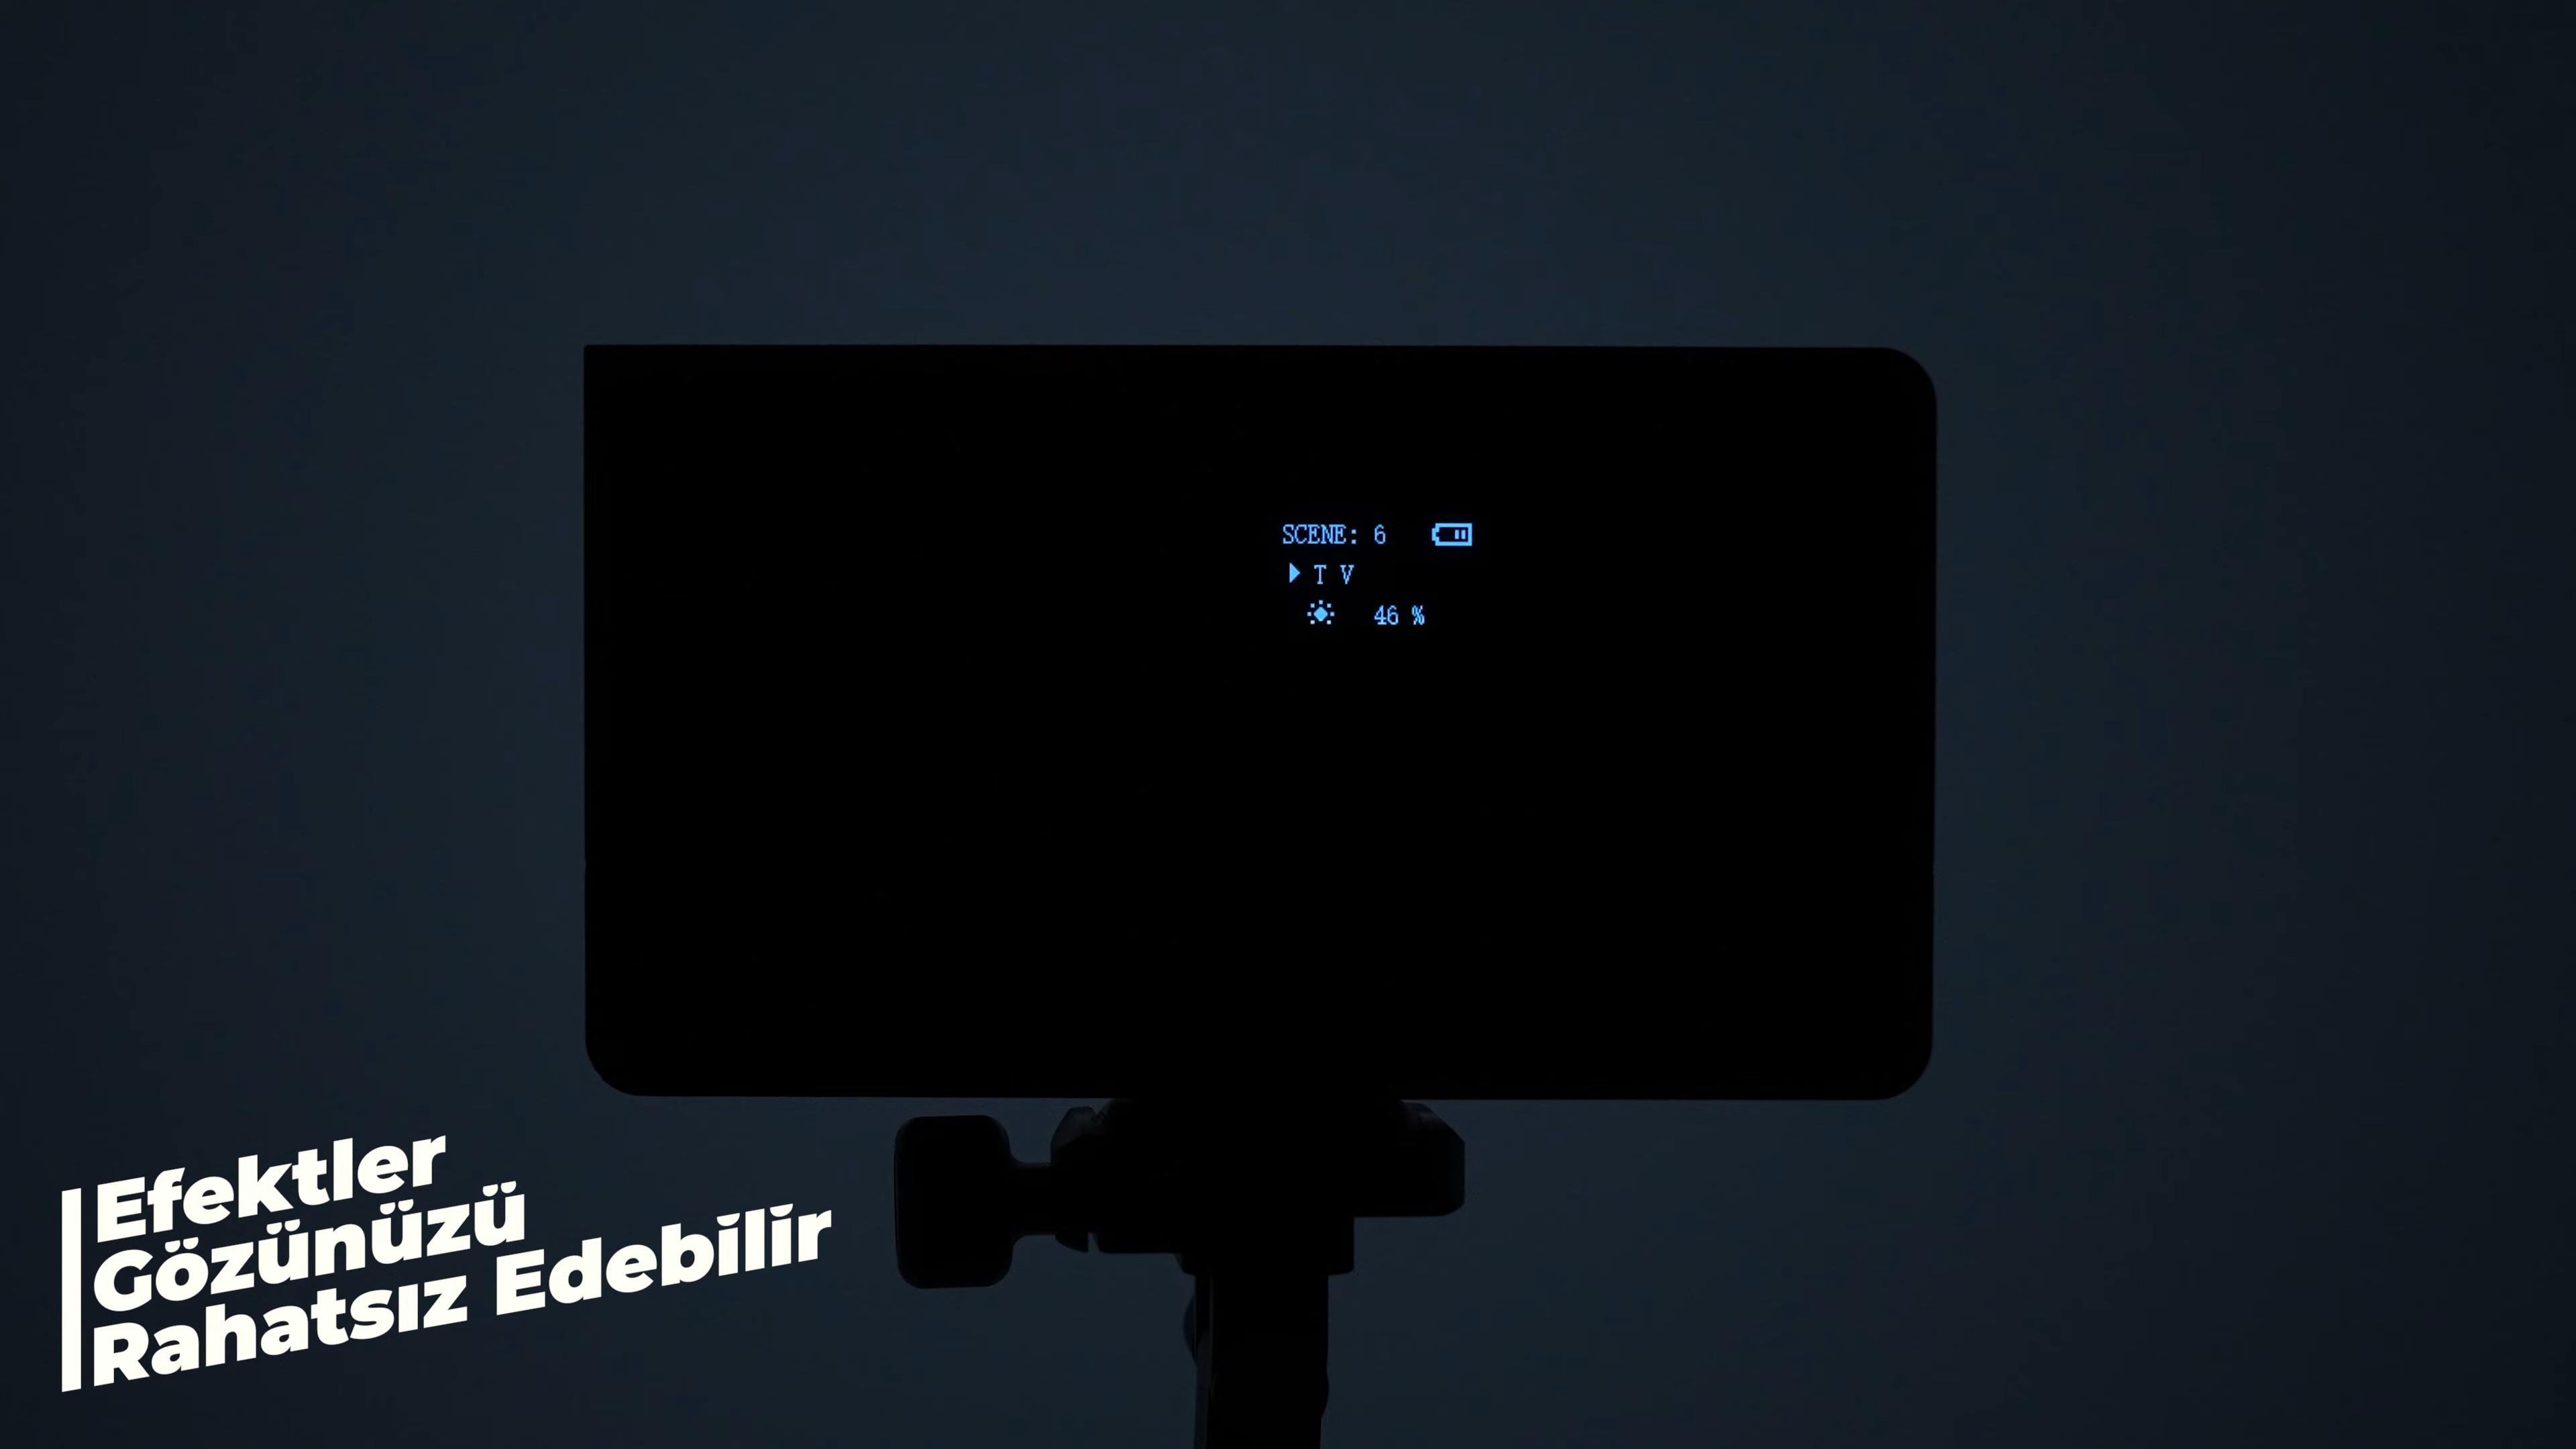 SCENE: 6
T V
46 %
Efektler
Gözünüzü
Rahatsız Edebilir